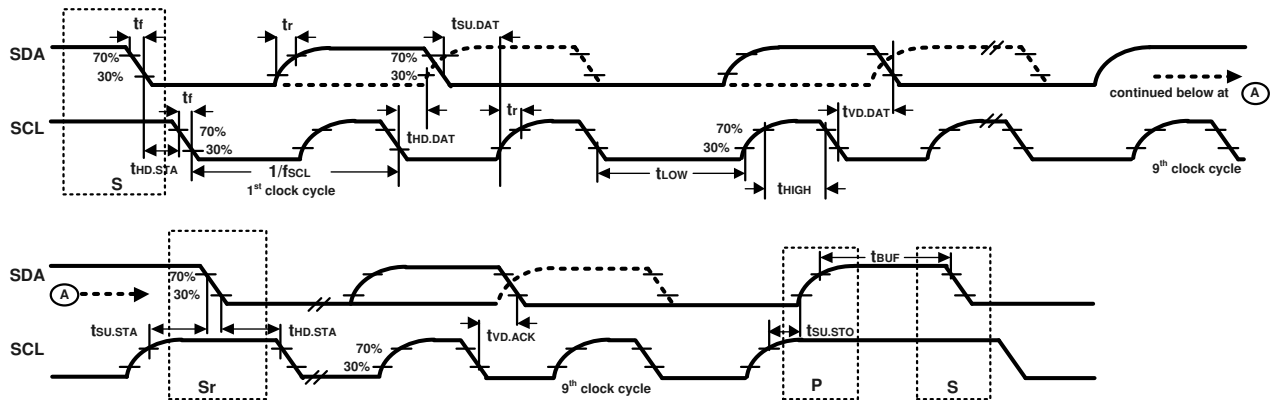 tf
tr
tSU.DAT
SDA
70%
30%
70%
30%
continued below at A
tf
tHD.DAT
tr
tVD.DAT
SCL
70%
30%
70%
30%
tHD.STA
S
1/fSCL
1st clock cycle
tLOW
tHIGH
9th clock cycle
SDA
70%
30%
A
tBUF
tSU.STA
tHD.STA
tVD.ACK
tSU.STO
SCL
70%
30%
Sr
9th clock cycle
P
S